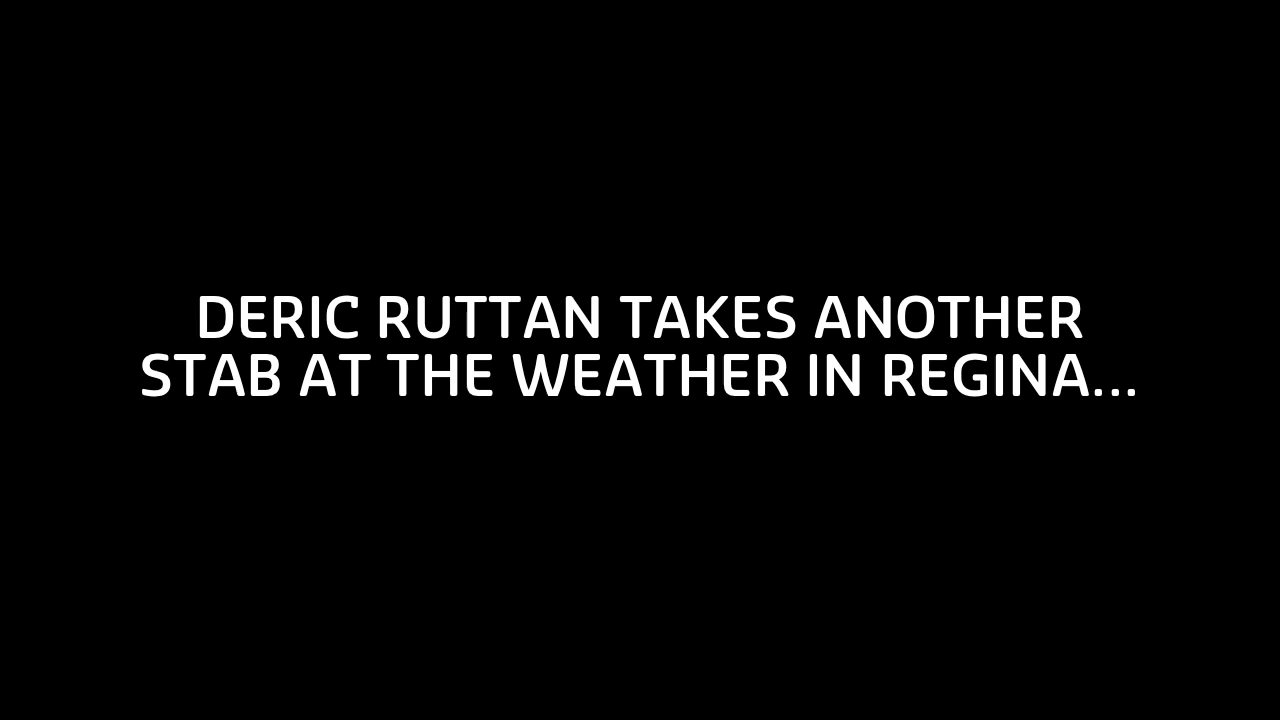 DERIC RUTTAN TAKES ANOTHER
STAB AT THE WEATHER IN REGINA...